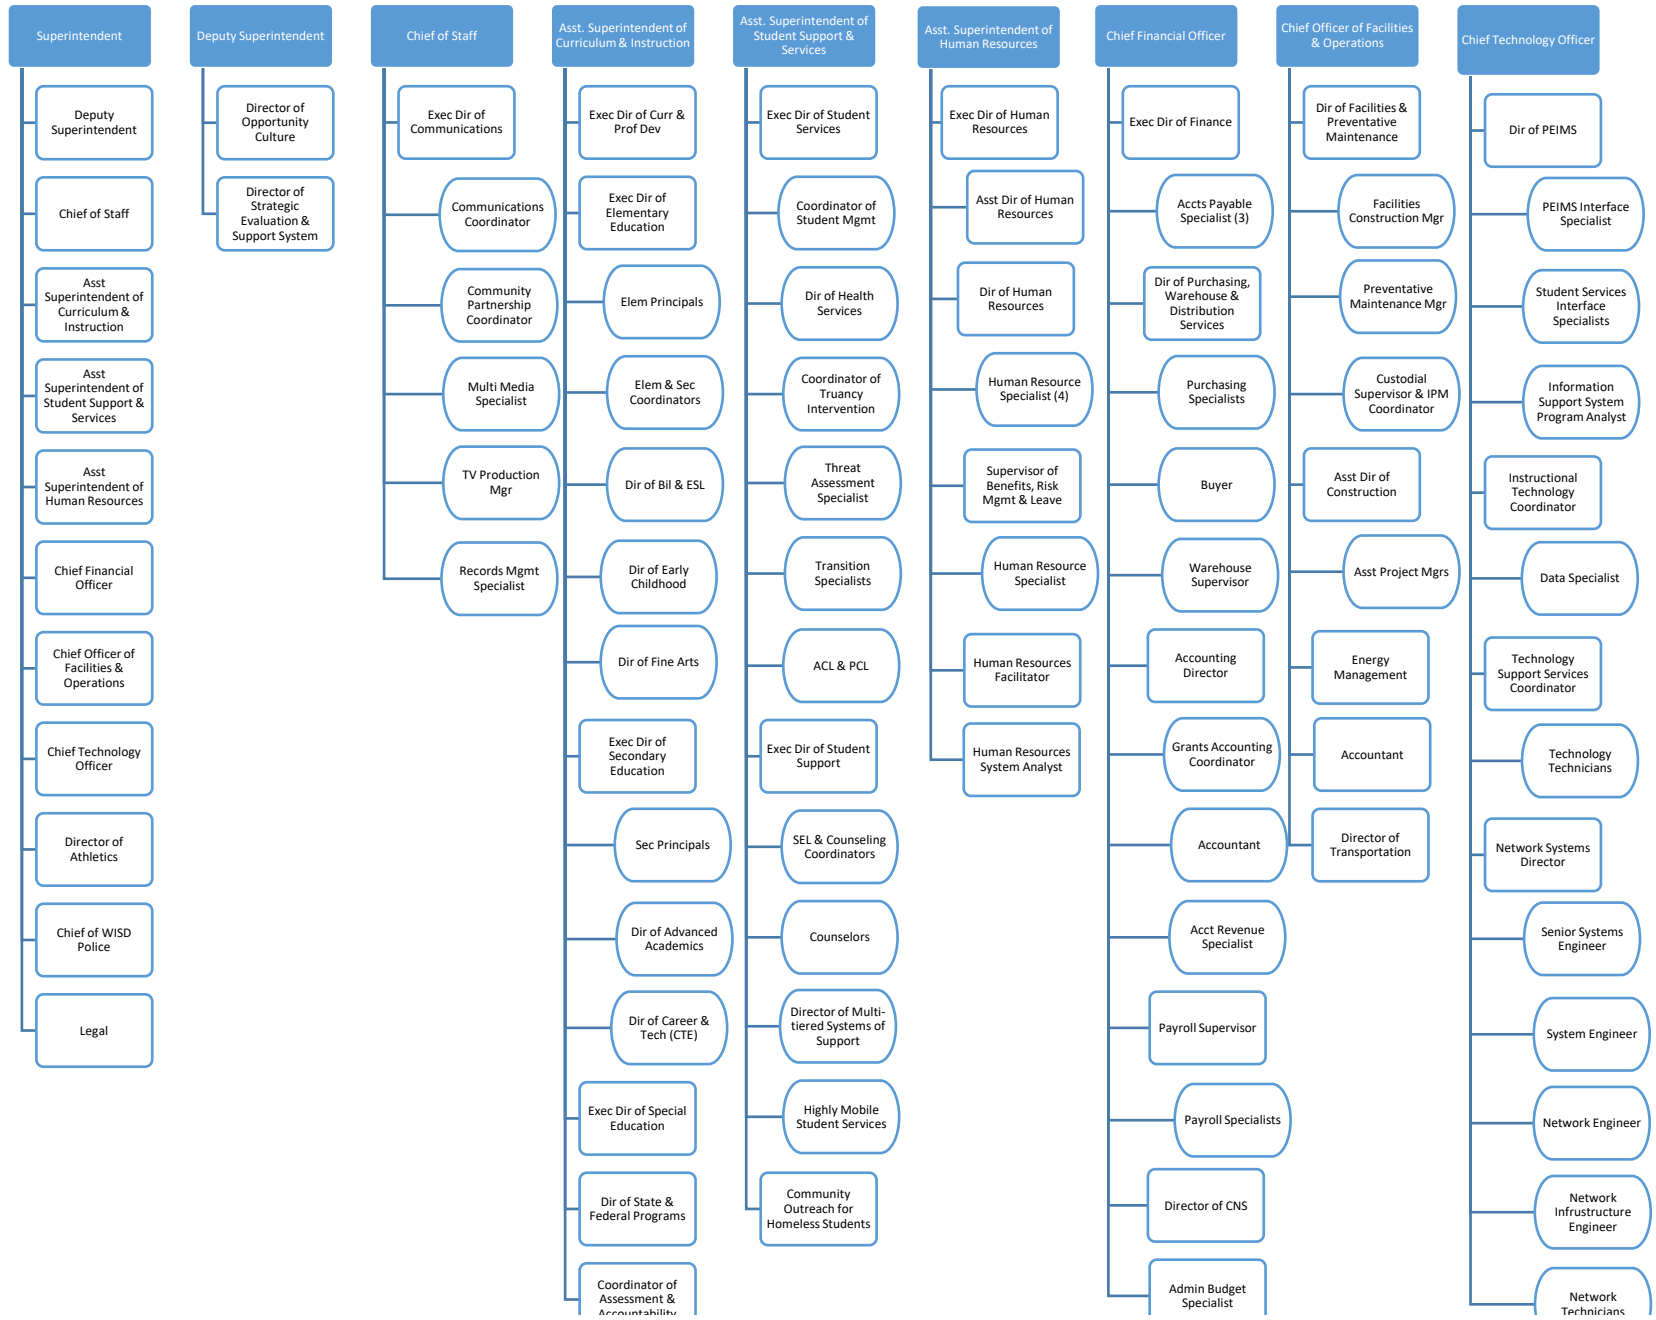 Superintendent
Deputy
Superintendent
Chief of Staff
Asst
Superintendent of
Curriculum &
Instruction
Asst
Superintendent of
Student Support &
Services
Asst
Superintendent of
Human Resources
Chief Financial
Officer
Chief Officer of
Facilities &
Operations
Chief Technology
Officer
Director of
Athletics
Chief of WISD
Police
Legal
Deputy Superintendent
Director of
Opportunity
Culture
Director of
Strategic
Evaluation &
Support System
Chief of Staff
Exec Dir of
Communications
Communications
Coordinator
Community
Partnership
Coordinator
Multi Media
Specialist
TV Production
Mgr
Records Mgmt
Specialist
Asst. Superintendent of
Curriculum & Instruction
Exec Dir of Curr &
Prof Dev
Exec Dir of
Elementary
Education
Elem Principals
Elem & Sec
Coordinators
Dir of Bil & ESL
Dir of Early
Childhood
Dir of Fine Arts
Exec Dir of
Secondary
Education
Sec Principals
Dir of Advanced
Academics
Dir of Career &
Tech (CTE)
Exec Dir of Special
Education
Dir of State &
Federal Programs
Coordinator of
Assessment &
Accountability
Asst. Superintendent of
Student Support &
Services
Exec Dir of Student
Services
Coordinator of
Student Mgmt
Dir of Health
Services
Coordinator of
Truancy
Intervention
Threat
Assessment
Specialist
Transition
Specialists
ACL & PCL
Exec Dir of Student
Support
SEL & Counseling
Coordinators
Counselors
Director of Multi-
tiered Systems of
Support
Highly Mobile
Student Services
Community
Outreach for
Homeless Students
Asst. Superintendent of
Human Resources
Exec Dir of Human
Resources
Asst Dir of Human
Resources
Dir of Human
Resources
Human Resource
Specialist (4)
Supervisor of
Benefits, Risk
Mgmt & Leave
Human Resource
Specialist
Human Resources
Facilitator
Human Resources
System Analyst
Chief Financial Officer
Exec Dir of Finance
Accts Payable
Specialist (3)
Dir of Purchasing,
Warehouse &
Distribution
Services
Purchasing
Specialists
Buyer
Warehouse
Supervisor
Accounting
Director
Grants Accounting
Coordinator
Accountant
Acct Revenue
Specialist
Payroll Supervisor
Payroll Specialists
Director of CNS
Admin Budget
Specialist
Chief Officer of Facilities
& Operations
Dir of Facilities &
Preventative
Maintenance
Facilities
Construction Mgr
Preventative
Maintenance Mgr
Custodial
Supervisor & IPM
Coordinator
Asst Dir of
Construction
Asst Project Mgrs
Energy
Management
Accountant
Director of
Transportation
Chief Technology Officer
Dir of PEIMS
PEIMS Interface
Specialist
Student Services
Interface
Specialists
Information
Support System
Program Analyst
Instructional
Technology
Coordinator
Data Specialist
Technology
Support Services
Coordinator
Technology
Technicians
Network Systems
Director
Senior Systems
Engineer
System Engineer
Network Engineer
Network
Infrustructure
Engineer
Network
Technicians